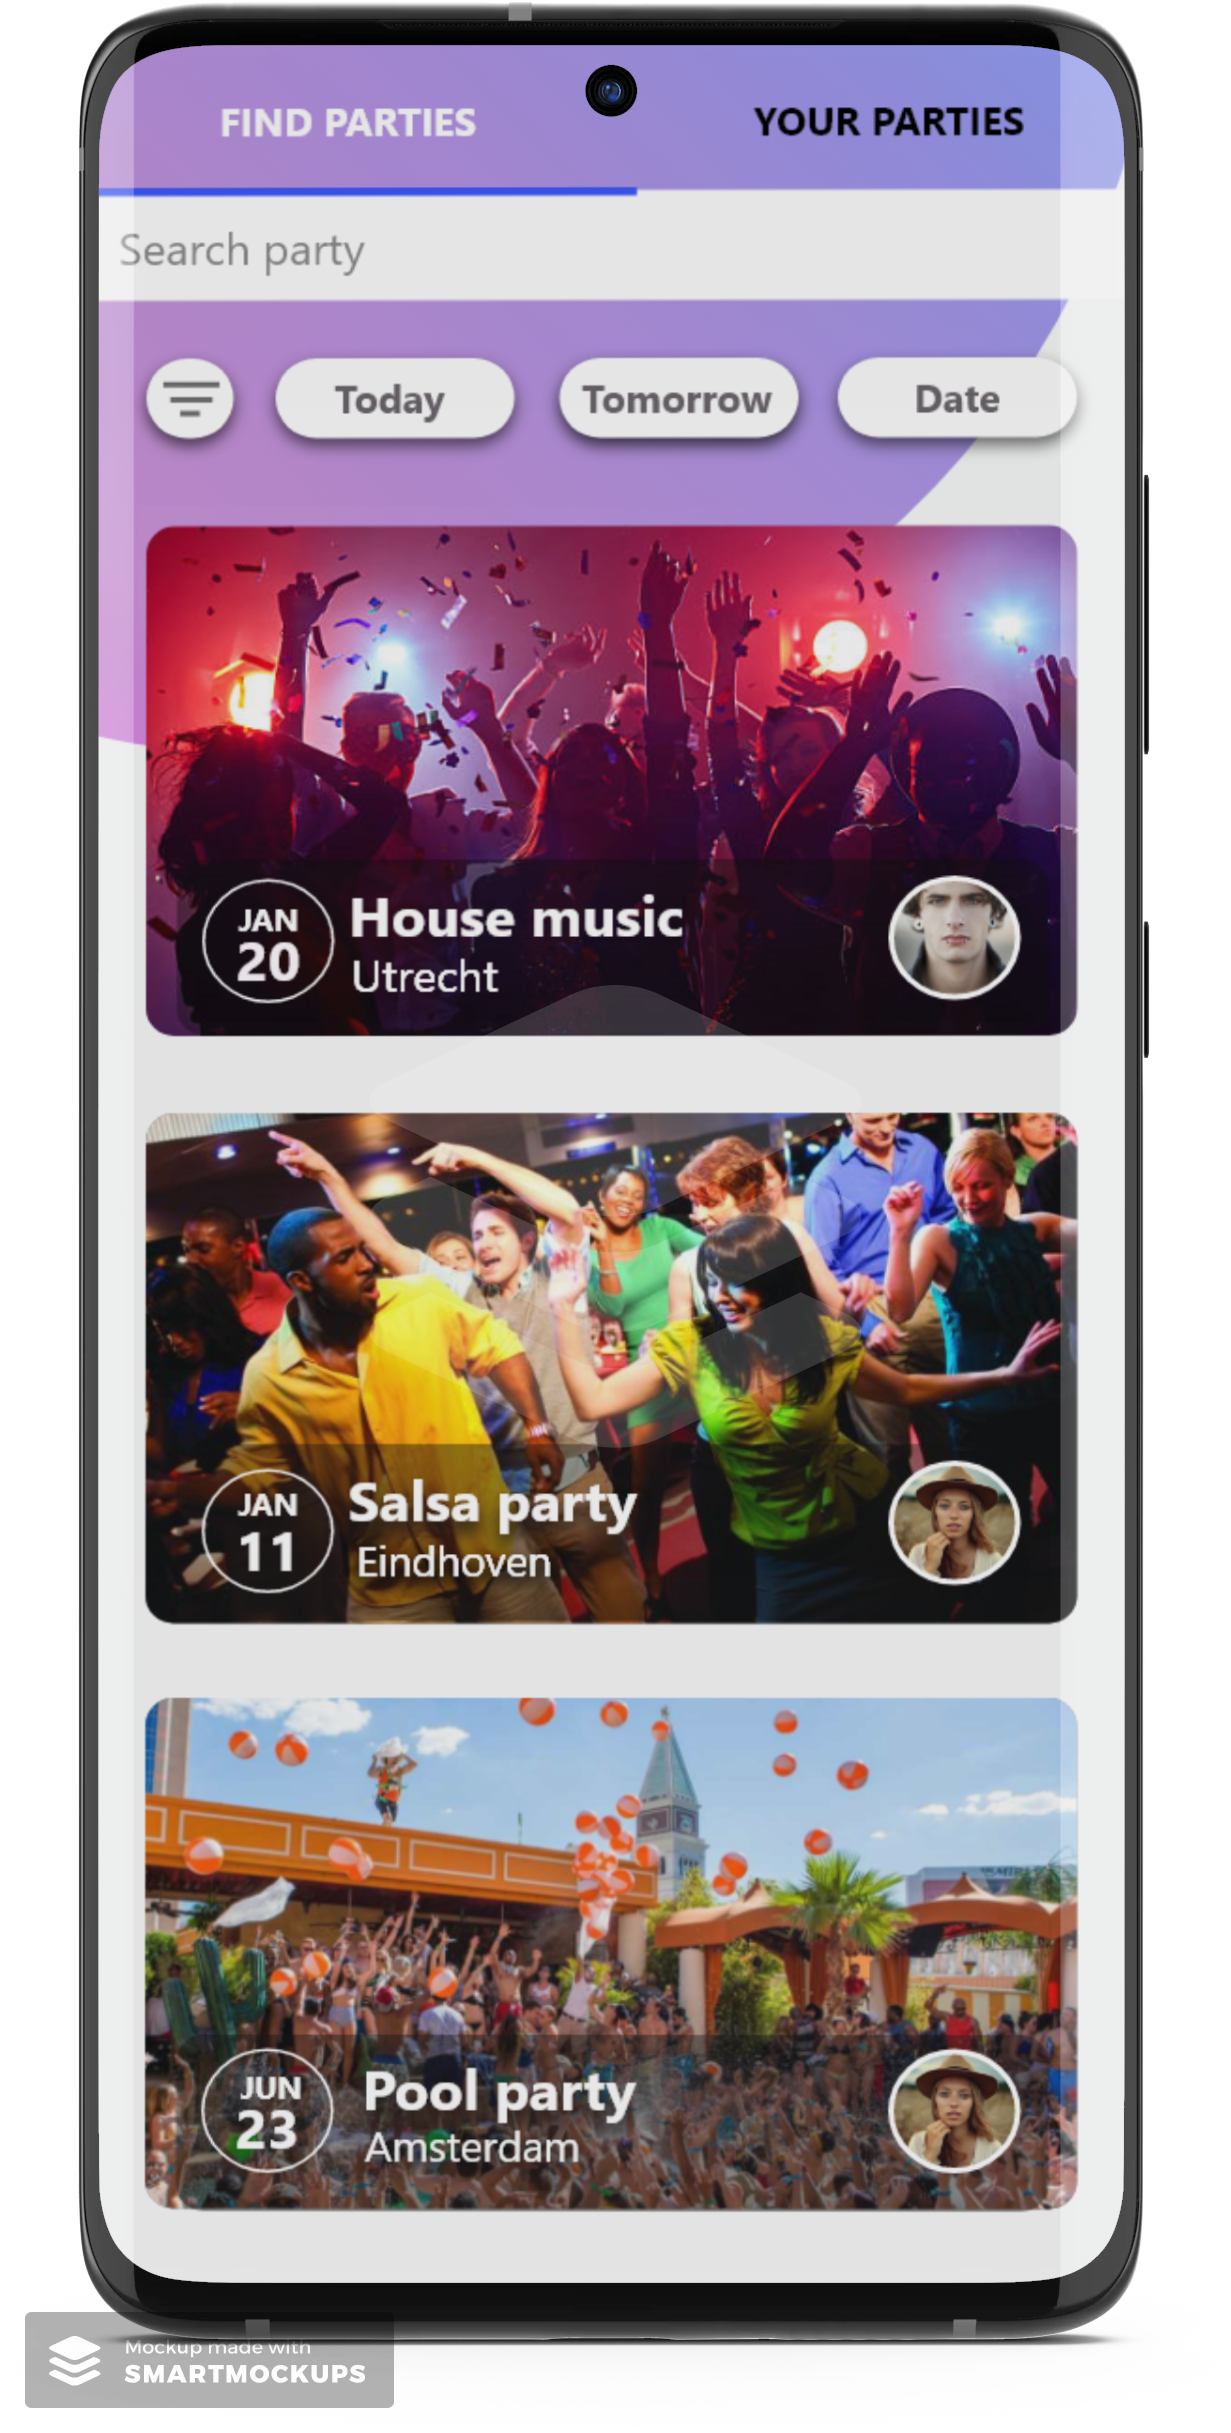 FIND PARTIES
YOUR PARTIES
Search party
Today
Tomorrow
Date
JAN
20
House music
Utrecht
JAN
11
Salsa party
Eindhoven
JUN
23
Pool party
Amsterdam
Mockup made with
SMARTMOCKUPS